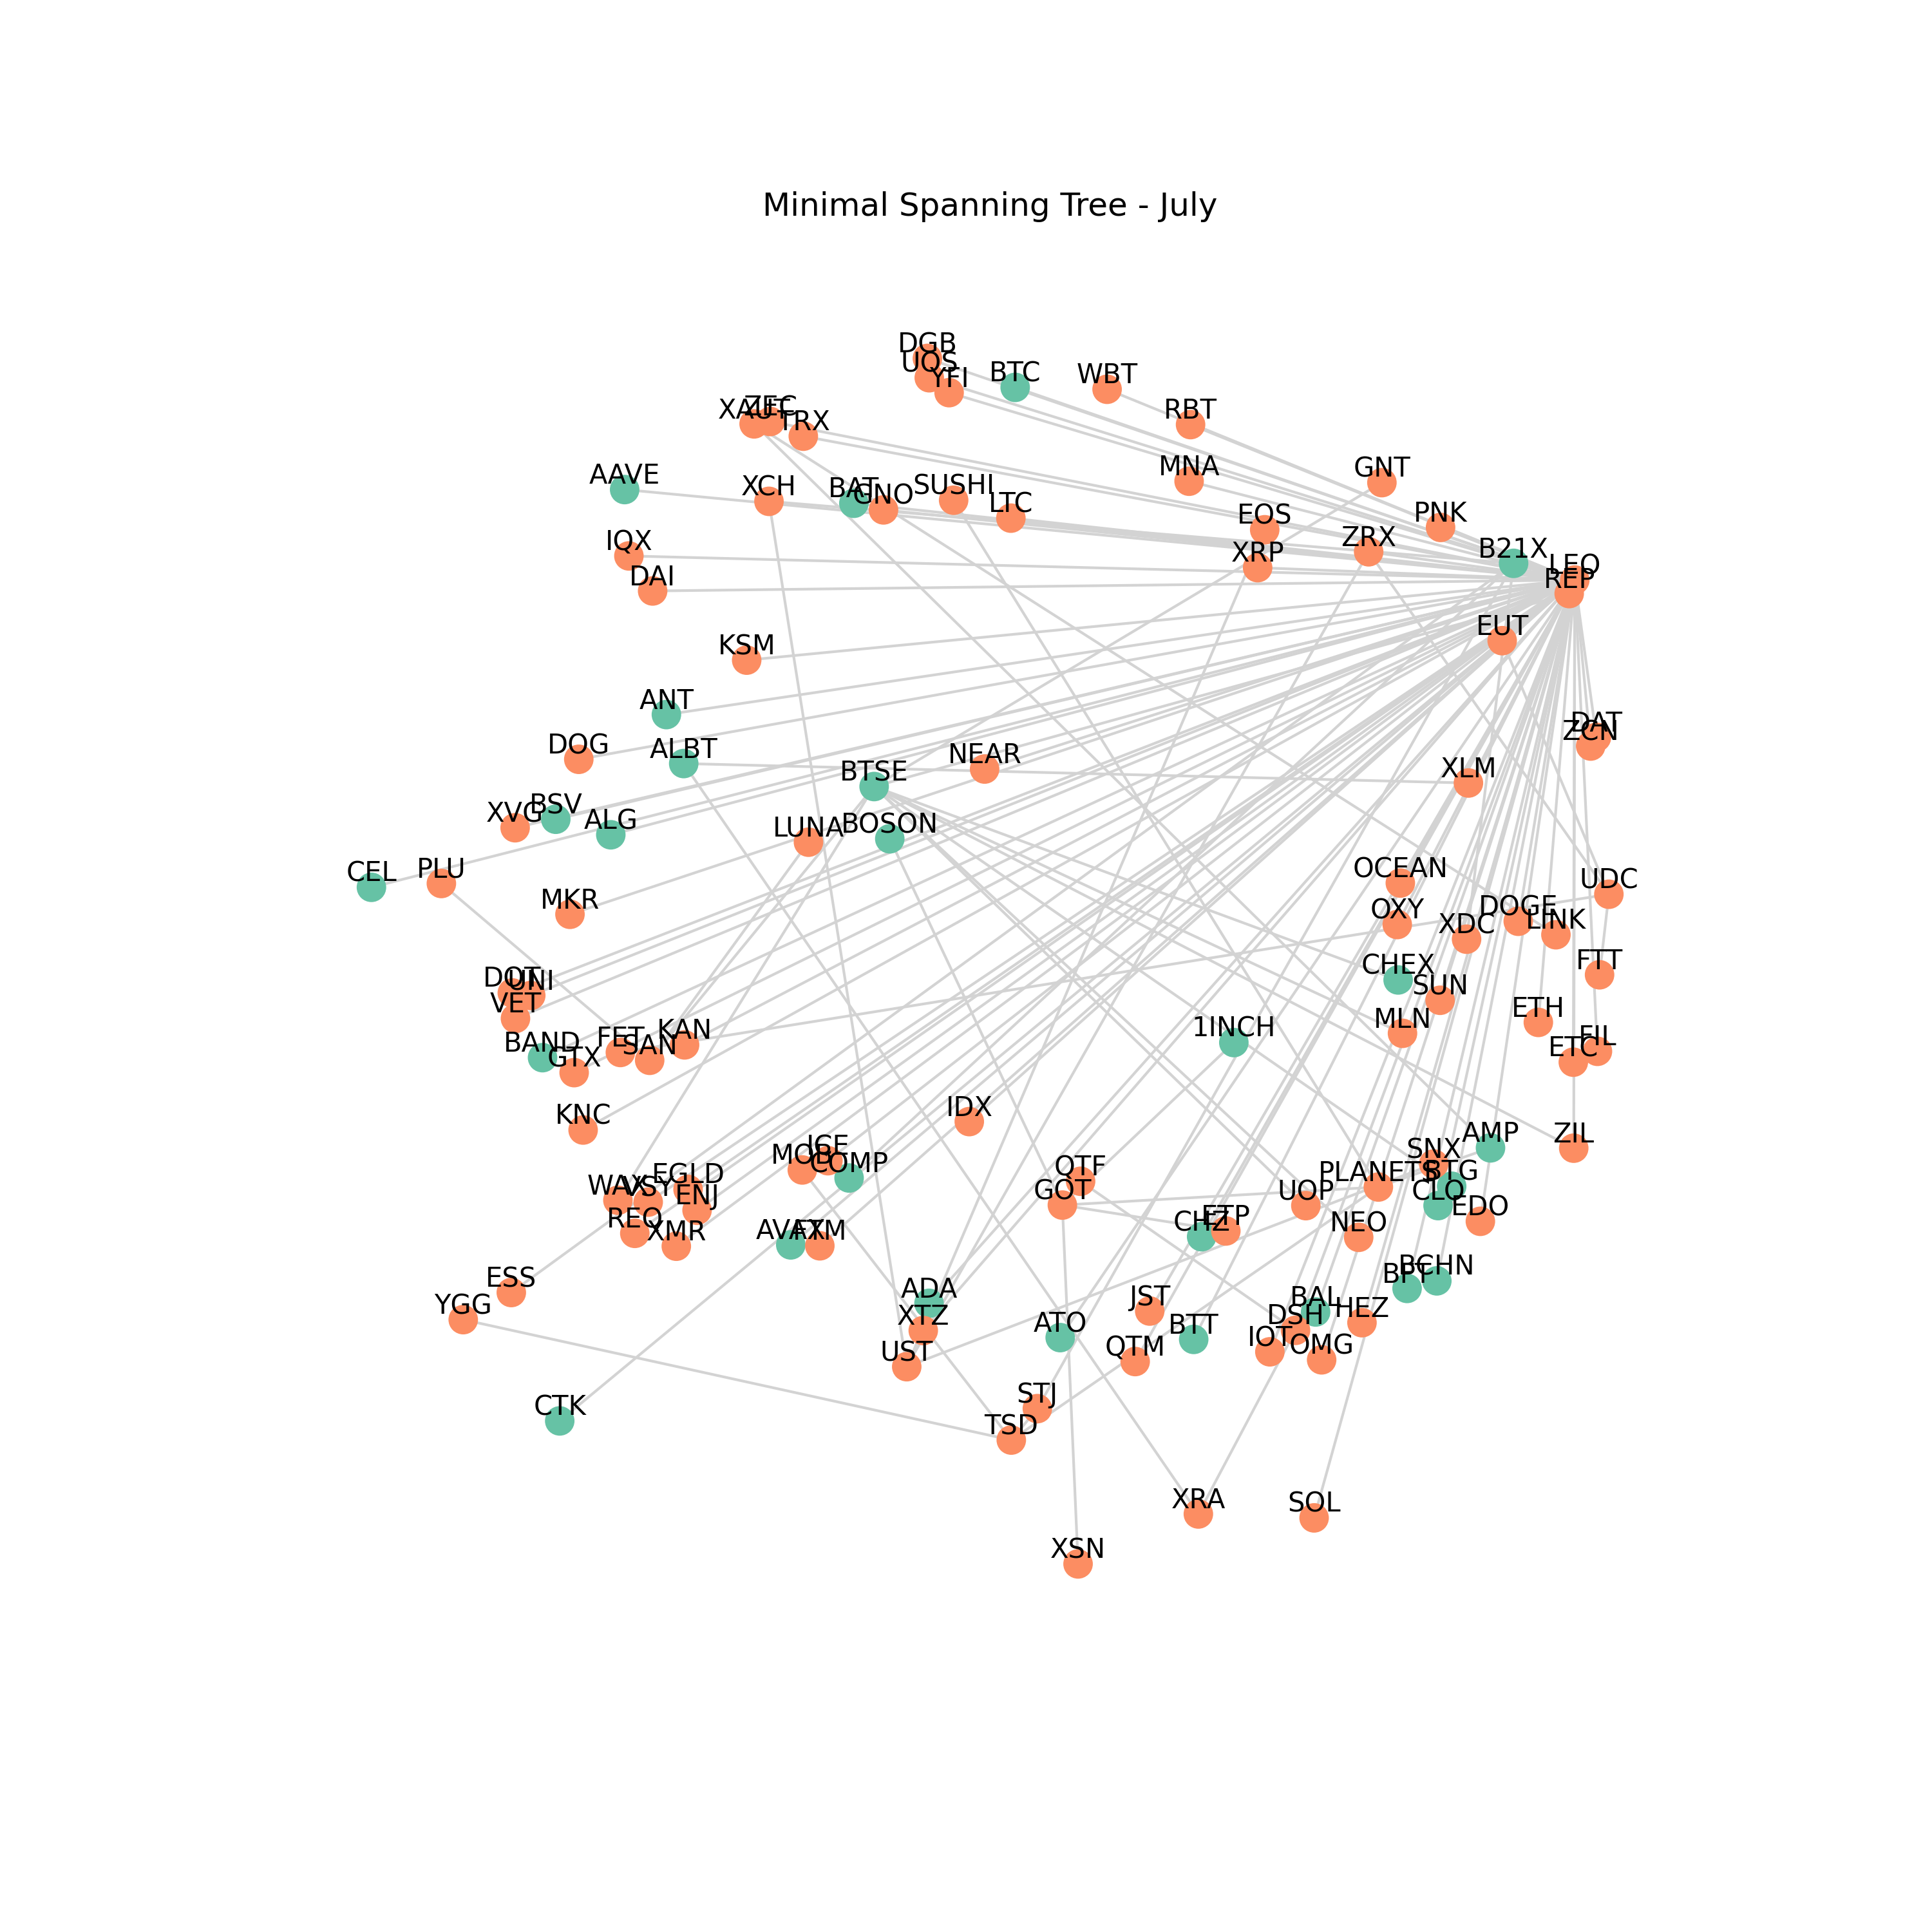 Minimal Spanning Tree - July
DGB
UOS
YFI
BTC
WBT
RBT
XAUT
ZEC
TRX
AAVE
XCH
BAT
GNO
SUSHI
LTC
MNA
GNT
EOS
ZRX
PNK
XRP
B21X
LEO
REP
IQX
DAI
EUT
KSM
ANT
DOG
ALBT
NEAR
DAT
ZCN
XLM
BTSE
BSV
XVG
ALG
LUNA
BOSON
CEL
PLU
OCEAN
UDC
MKR
OXY
XDC
DOGE
LINK
CHEX
FTT
DOT
UNI
VET
SUN
MLN
ETH
1INCH
BAND
GTX
FET
SAN
KAN
ETC
FIL
KNC
IDX
AMP
ZIL
MOB
ICE
COMP
QTF
GOT
PLANETS
SNX
BTG
CLO
EDO
UOP
WAX
VSY
EGLD
ENJ
REQ
XMR
AVAX
FTM
CHZ
ETP
NEO
BFT
BCHN
ESS
YGG
ADA
XTZ
UST
ATO
JST
BTT
QTM
BAL
DSH
IOT
OMG
HEZ
CTK
STJ
TSD
XRA
SOL
XSN